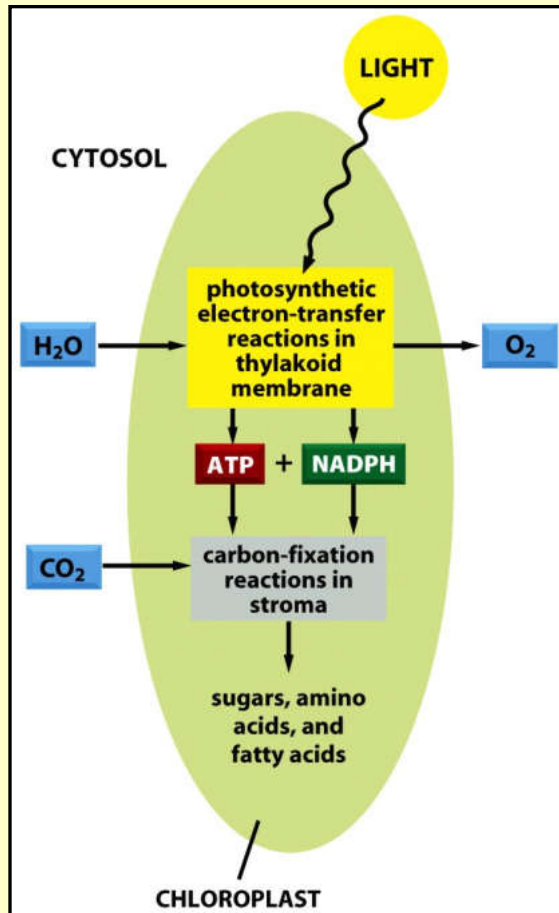 LIGHT
CYTOSOL
photosynthetic
electron-transfer
reactions in
thylakoid
membrane
H₂O
O₂
ATP + NADPH
CO₂
carbon-fixation
reactions in
stroma
sugars, amino
acids, and
fatty acids
CHLOROPLAST